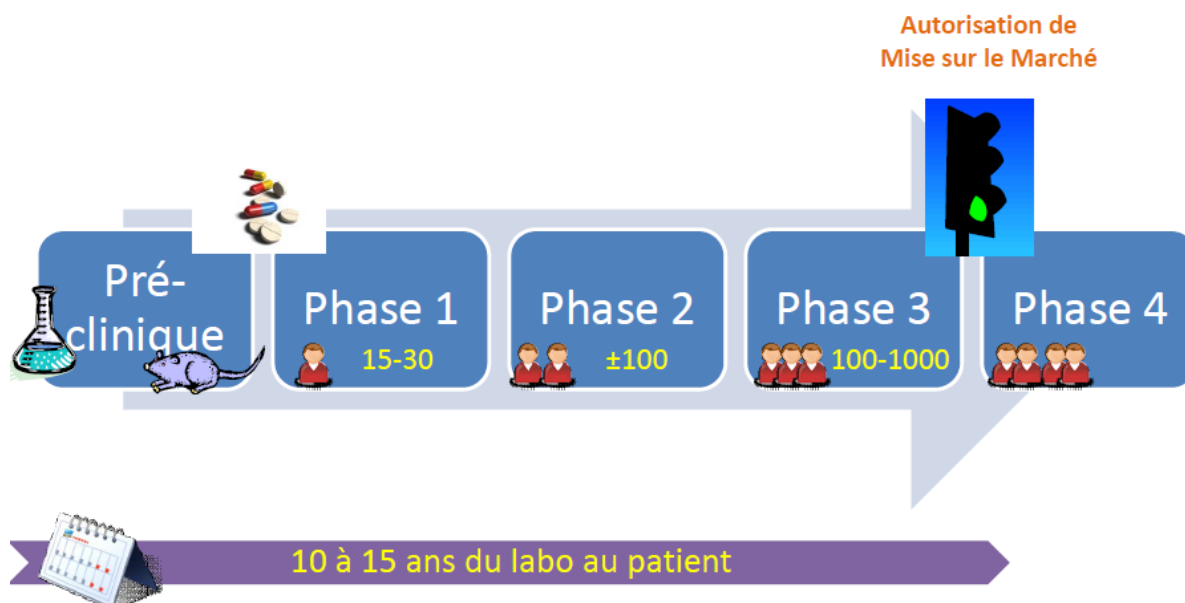 Autorisation de
Mise sur le Marché
Pré-
clinique
Phase 1
15-30
Phase 2
±100
Phase 3
100-1000
Phase 4
10 à 15 ans du labo au patient